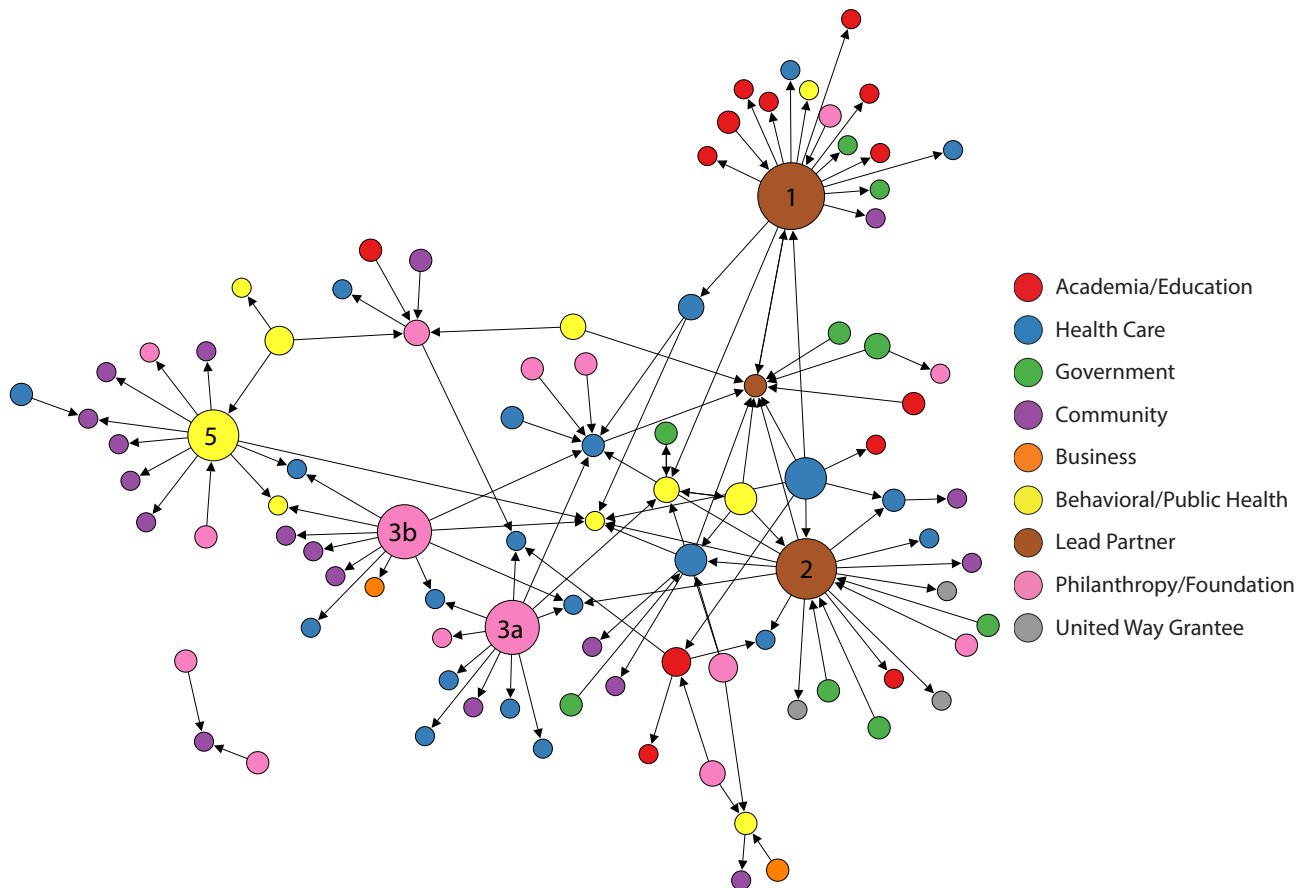 1
Academia/Education
Health Care
Government
Community
5
Business
Behavioral/Public Health
3b
Lead Partner
2
Philanthropy/Foundation
3a
United Way Grantee